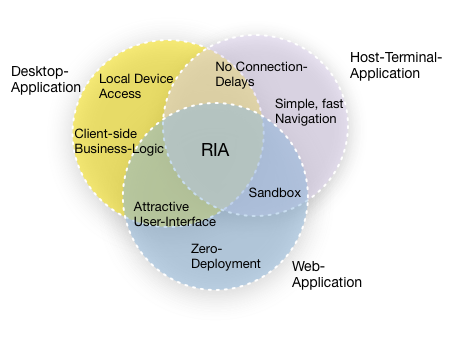 Desktop-
Application
Local Device
Access
No Connection-
Delays
Host-Terminal-
Application
Simple, fast
Navigation
Client-side
Business-Logic
RIA
Sandbox
Attractive
User-Interface
Zero-
Deployment
Web-
Application